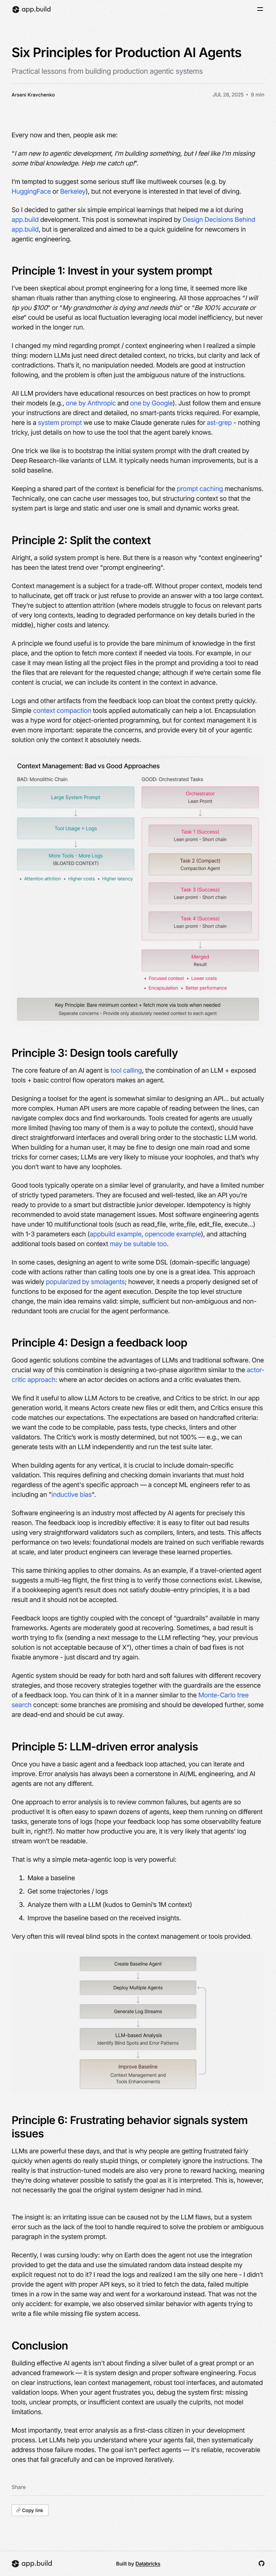 app.build
Six Principles for Production AI Agents
Practical lessons from building production agentic systems
Arseni Kravchenko
JUL 28, 2025 • 9 min
Every now and then, people ask me:
"I am new to agentic development, I'm building something, but I feel like I'm missing
some tribal knowledge. Help me catch up!".
I'm tempted to suggest some serious stuff like multiweek courses (e.g. by
HuggingFace or Berkeley), but not everyone is interested in that level of diving.
So I decided to gather six simple empirical learnings that helped me a lot during
app.build development. This post is somewhat inspired by Design Decisions Behind
app.build, but is generalized and aimed to be a quick guideline for newcomers in
agentic engineering.
Principle 1: Invest in your system prompt
I've been skeptical about prompt engineering for a long time, it seemed more like
shaman rituals rather than anything close to engineering. All those approaches "I will
tip you $100" or "My grandma is dying and needs this" or "Be 100% accurate or
else" could be useful as local fluctuation leveraging local model inefficiency, but never
worked in the longer run.
I changed my mind regarding prompt / context engineering when I realized a simple
thing: modern LLMs just need direct detailed context, no tricks, but clarity and lack of
contradictions. That's it, no manipulation needed. Models are good at instruction
following, and the problem is often just the ambiguous nature of the instructions.
All LLM providers have educational resources and best practices on how to prompt
their models (e.g., one by Anthropic and one by Google). Just follow them and ensure
your instructions are direct and detailed, no smart-ass tricks required. For example,
here is a system prompt we use to make Claude generate rules for ast-grep - nothing
tricky, just details on how to use the tool the agent barely knows.
One trick we like is to bootstrap the initial system prompt with the draft created by
Deep Research-like variants of LLM. It typically needs human improvements, but is a
solid baseline.
Keeping a shared part of the context is beneficial for the prompt caching mechanisms.
Technically, one can cache user messages too, but structuring context so that the
system part is large and static and user one is small and dynamic works great.
Principle 2: Split the context
Alright, a solid system prompt is here. But there is a reason why "context engineering"
has been the latest trend over "prompt engineering".
Context management is a subject for a trade-off. Without proper context, models tend
to hallucinate, get off track or just refuse to provide an answer with a too large context.
They're subject to attention attrition (where models struggle to focus on relevant parts
of very long contexts, leading to degraded performance on key details buried in the
middle), higher costs and latency.
A principle we found useful is to provide the bare minimum of knowledge in the first
place, and the option to fetch more context if needed via tools. For example, in our
case it may mean listing all the project files in the prompt and providing a tool to read
the files that are relevant for the requested change; although if we're certain some file
content is crucial, we can include its content in the context in advance.
Logs and other artifacts from the feedback loop can bloat the context pretty quickly.
Simple context compaction tools applied automatically can help a lot. Encapsulation
was a hype word in object-oriented programming, but for context management it is
even more important: separate the concerns, and provide every bit of your agentic
solution only the context it absolutely needs.
Context Management: Bad vs Good Approaches
BAD: Monolithic Chain
Large System Prompt
Tool Usage + Logs
More Tools - More Logs
(BLOATED CONTEXT!)
• Attention attrition • Higher costs • Higher latency
GOOD: Orchestrated Tasks
Orchestrator
Lean Promt
Task 1 (Success)
Lean promt - Short chain
Task 2 (Compact)
Compaction Agent
Task 3 (Success)
Lean promt - Short chain
Task 4 (Success)
Lean promt - Short chain
Merged
Result
• Focused context • Lower costs
• Encapsulation • Better performance
Key Principle: Bare minimum context + fetch more via tools when needed
Seperate concerns - Provide only absolutely needed context to each agent
Principle 3: Design tools carefully
The core feature of an AI agent is tool calling, the combination of an LLM + exposed
tools + basic control flow operators makes an agent.
Designing a toolset for the agent is somewhat similar to designing an API... but actually
more complex. Human API users are more capable of reading between the lines, can
navigate complex docs and find workarounds. Tools created for agents are usually
more limited (having too many of them is a way to context pollution), should have
direct straightforward interfaces and overall bring order to the stochastic LLM world.
When building for a human user, it may be fine to design one main road and some
tricks for corner cases; LLMs are very likely to misuse your loopholes, and that's why
you don't want to have any loopholes.
Good tools typically operate on a similar level of granularity, and have a limited number
of strictly typed parameters. They are focused and well-tested, like an API you're
ready to provide to a smart but distractible junior developer. Idempotency is highly
recommended to avoid state management issues. Most software engineering agents
have under 10 multifunctional tools (like read_file, write_file, edit_file, execute...)
with 1-3 parameters each (appbuild example, opencode example), and attaching
additional tools based on context may be suitable too.
In some cases, designing an agent to write some DSL (domain-specific language)
code with actions rather than calling tools one by one is a great idea. This approach
was widely popularized by smolagents; however, it needs a properly designed set of
functions to be exposed for the agent execution. Despite the top level structural
change, the main idea remains valid: simple, sufficient but non-ambiguous and non-
redundant tools are crucial for the agent performance.
Principle 4: Design a feedback loop
Good agentic solutions combine the advantages of LLMs and traditional software. One
crucial way of this combination is designing a two-phase algorithm similar to the actor-
critic approach: were an actor decides on actions and a critic evaluates them.
We first it useful to allow LLM Actors to be creative, and Critics to be strict. In our app
generation world, it means Actors create new files or edit them, and Critics ensure this
code matches our expectations. The expectations are based on handcrafted criteria:
we want the code to be compilable, pass tests, type checks, linters and other
validators. The Critic's work is mostly deterministic, but not 100% — e.g., we can
generate tests with an LLM independently and run the test suite later.
When building agents for any vertical, it is crucial to include domain-specific
validation. This requires defining and checking domain invariants that must hold
regardless of the agent's specific approach — a concept ML engineers refer to as
including an "inductive bias".
Software engineering is an industry most affected by AI agents for precisely this
reason. The feedback loop is incredibly effective: it is easy to filter out bad results
using very straightforward validators such as compilers, linters, and tests. It affects
performance on two levels: foundational models are trained on such verifiable rewards
at scale, and later product engineers can leverage these learned properties.
This same thinking applies to other domains. As an example, if a travel-oriented agent
suggests a multi-leg flight, the first thing is to verify those connections exist. Likewise,
if the bookkeeping agent's result does not satisfy double-entry principles, it is a bad
result and it should not be accepted.
Feedback loops are tightly coupled with the concept of "guardrails" available in many
frameworks. Agents are moderately good at recovering. Sometimes, a bad result is
worth trying to fix (sending a next message to the LLM reflecting "hey, your previous
solution is not acceptable because of X"), other times a chain of bad fixes is not
fixable anymore - just discard and try again.
Agentic system should be ready for both hard and soft failures with different recovery
strategies, and those recovery strategies together with the guardrails are the essence
of a feedback loop. You can think of it in a manner similar to the Monte-Carlo tree
search concept: some branches are promising and should be developed further, some
are dead-end and should be cut away.
Principle 5: LLM-driven error analysis
Once you have a basic agent and a feedback loop attached, you can iterate and
improve. Error analysis has always been a cornerstone in AI/ML engineering, and AI
agents are not any different.
One approach to error analysis is to review common failures, but agents are so
productive! It is often easy to spawn dozens of agents, keep them running on different
tasks, generate tons of logs (hope your feedback loop has some observability feature
built in, right?). No matter how productive you are, it is very likely that agents' log
stream won't be readable.
That is why a simple meta-agentic loop is very powerful:
1. Make a baseline
2. Get some trajectories / logs
3. Analyze them with a LLM (kudos to Gemini's 1M context)
4. Improve the baseline based on the received insights.
Very often this will reveal blind spots in the context management or tools provided.
Create Baseline Agent
Deploy Multiple Agents
Generate Log Streams
LLM-based Analysis
Identify Blind Spots and Error Patterns
Improve Baseline
Context Management and
Tools Enhancements
Principle 6: Frustrating behavior signals system
issues
LLMs are powerful these days, and that is why people are getting frustrated fairly
quickly when agents do really stupid things, or completely ignore the instructions. The
reality is that instruction-tuned models are also very prone to reward hacking, meaning
they're doing whatever possible to satisfy the goal as it is interpreted. This is, however,
not necessarily the goal the original system designer had in mind.
The insight is: an irritating issue can be caused not by the LLM flaws, but a system
error such as the lack of the tool to handle required to solve the problem or ambiguous
paragraph in the system prompt.
Recently, I was cursing loudly: why on Earth does the agent not use the integration
provided to get the data and use the simulated random data instead despite my
explicit request not to do it? I read the logs and realized I am the silly one here - I didn't
provide the agent with proper API keys, so it tried to fetch the data, failed multiple
times in a row the same way and went for a workaround instead. That was not the
only accident: for example, we also observed similar behavior with agents trying to
write a file while missing file system access.
Conclusion
Building effective AI agents isn't about finding a silver bullet of a great prompt or an
advanced framework — it is system design and proper software engineering. Focus
on clear instructions, lean context management, robust tool interfaces, and automated
validation loops. When your agent frustrates you, debug the system first: missing
tools, unclear prompts, or insufficient context are usually the culprits, not model
limitations.
Most importantly, treat error analysis as a first-class citizen in your development
process. Let LLMs help you understand where your agents fail, then systematically
address those failure modes. The goal isn't perfect agents — it's reliable, recoverable
ones that fail gracefully and can be improved iteratively.
Share
Copy link
app.build
Built by Databricks